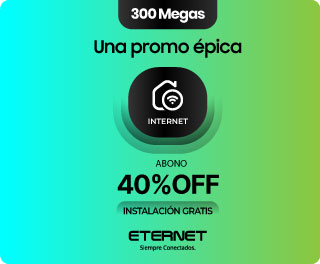 300 Megas
Una promo épica
INTERNET
ABONO
40%OFF
INSTALACIÓN GRATIS
ETERNET
Siempre Conectados.